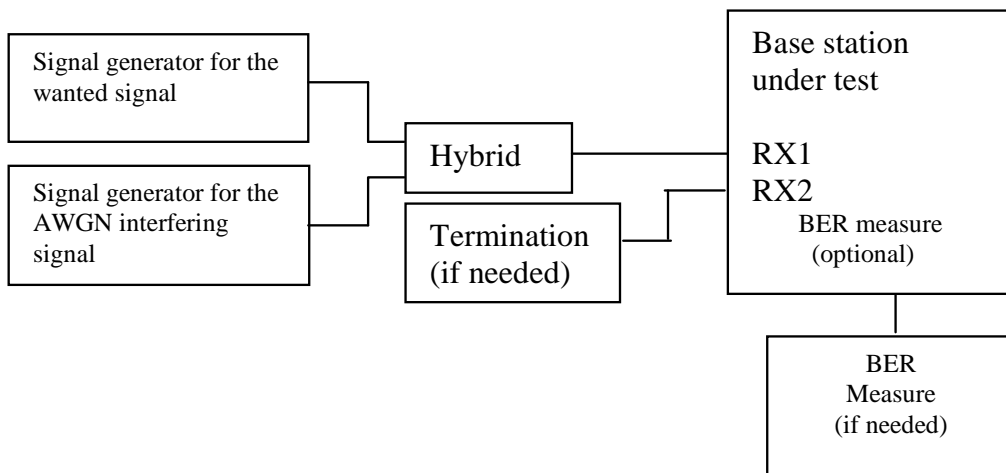 Signal generator for the
wanted signal
Signal generator for the
AWGN interfering
signal
Hybrid
Termination
(if needed)
Base station
under test
RX1
RX2
BER measure
(optional)
BER
Measure
(if needed)